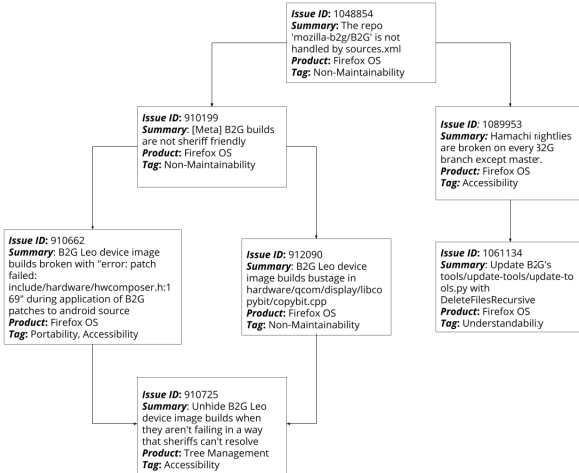 Issue ID: 1048854
Summary: The repo
'mozilla-b2g/B2G' is not
handled by sources.xml
Product: Firefox OS
Tag: Non-Maintainability
Issue ID: 910199
Summary: [Meta] B2G builds
are not sheriff friendly
Product: Firefox OS
Tag: Non-Maintainability
Issue ID: 1089953
Summary: Hamachi nightlies
are broken on every B2G
branch except master.
Product: Firefox OS
Tag: Accessibility
Issue ID: 910662
Summary: B2G Leo device image
builds broken with "error: patch
failed:
include/hardware/hwcomposer.h:1
69" during application of B2G
patches to android source
Product: Firefox OS
Tag: Portability, Accessibility
Issue ID: 912090
Summary: B2G Leo device
image builds bustage in
hardware/qcom/display/libco
pybit/copybit.cpp
Product: Firefox OS
Tag: Non-Maintainability
Issue ID: 1061134
Summary: Update B2G's
tools/update-tools/update-to
ols.py with
DeleteFilesRecursive
Product: Firefox OS
Tag: Understandability
Issue ID: 910725
Summary: Unhide B2G Leo
device image builds when
they aren't failing in a way
that sheriffs can't resolve
Product: Tree Management
Tag: Accessibility